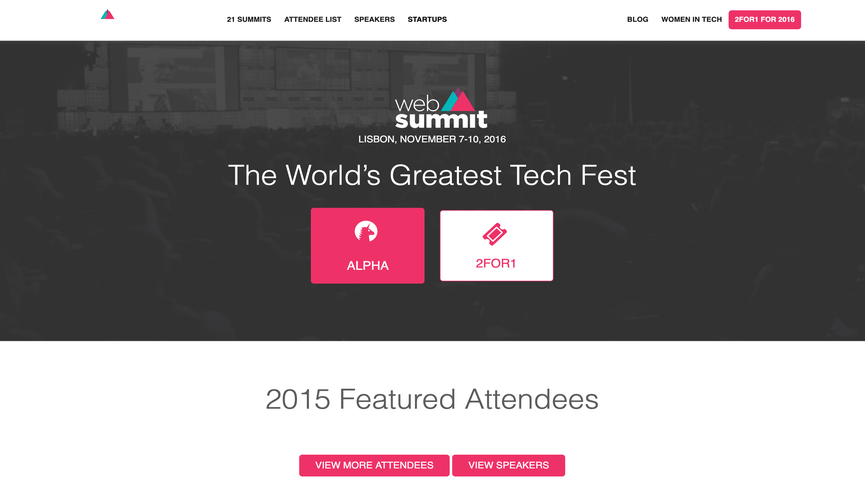 21 SUMMITS ATTENDEE LIST SPEAKERS STARTUPS BLOG WOMEN IN TECH 2FOR1 FOR 2016
web
summit
LISBON, NOVEMBER 7-10, 2016
The World's Greatest Tech Fest
ALPHA
2FOR1
2015 Featured Attendees
VIEW MORE ATTENDEES VIEW SPEAKERS